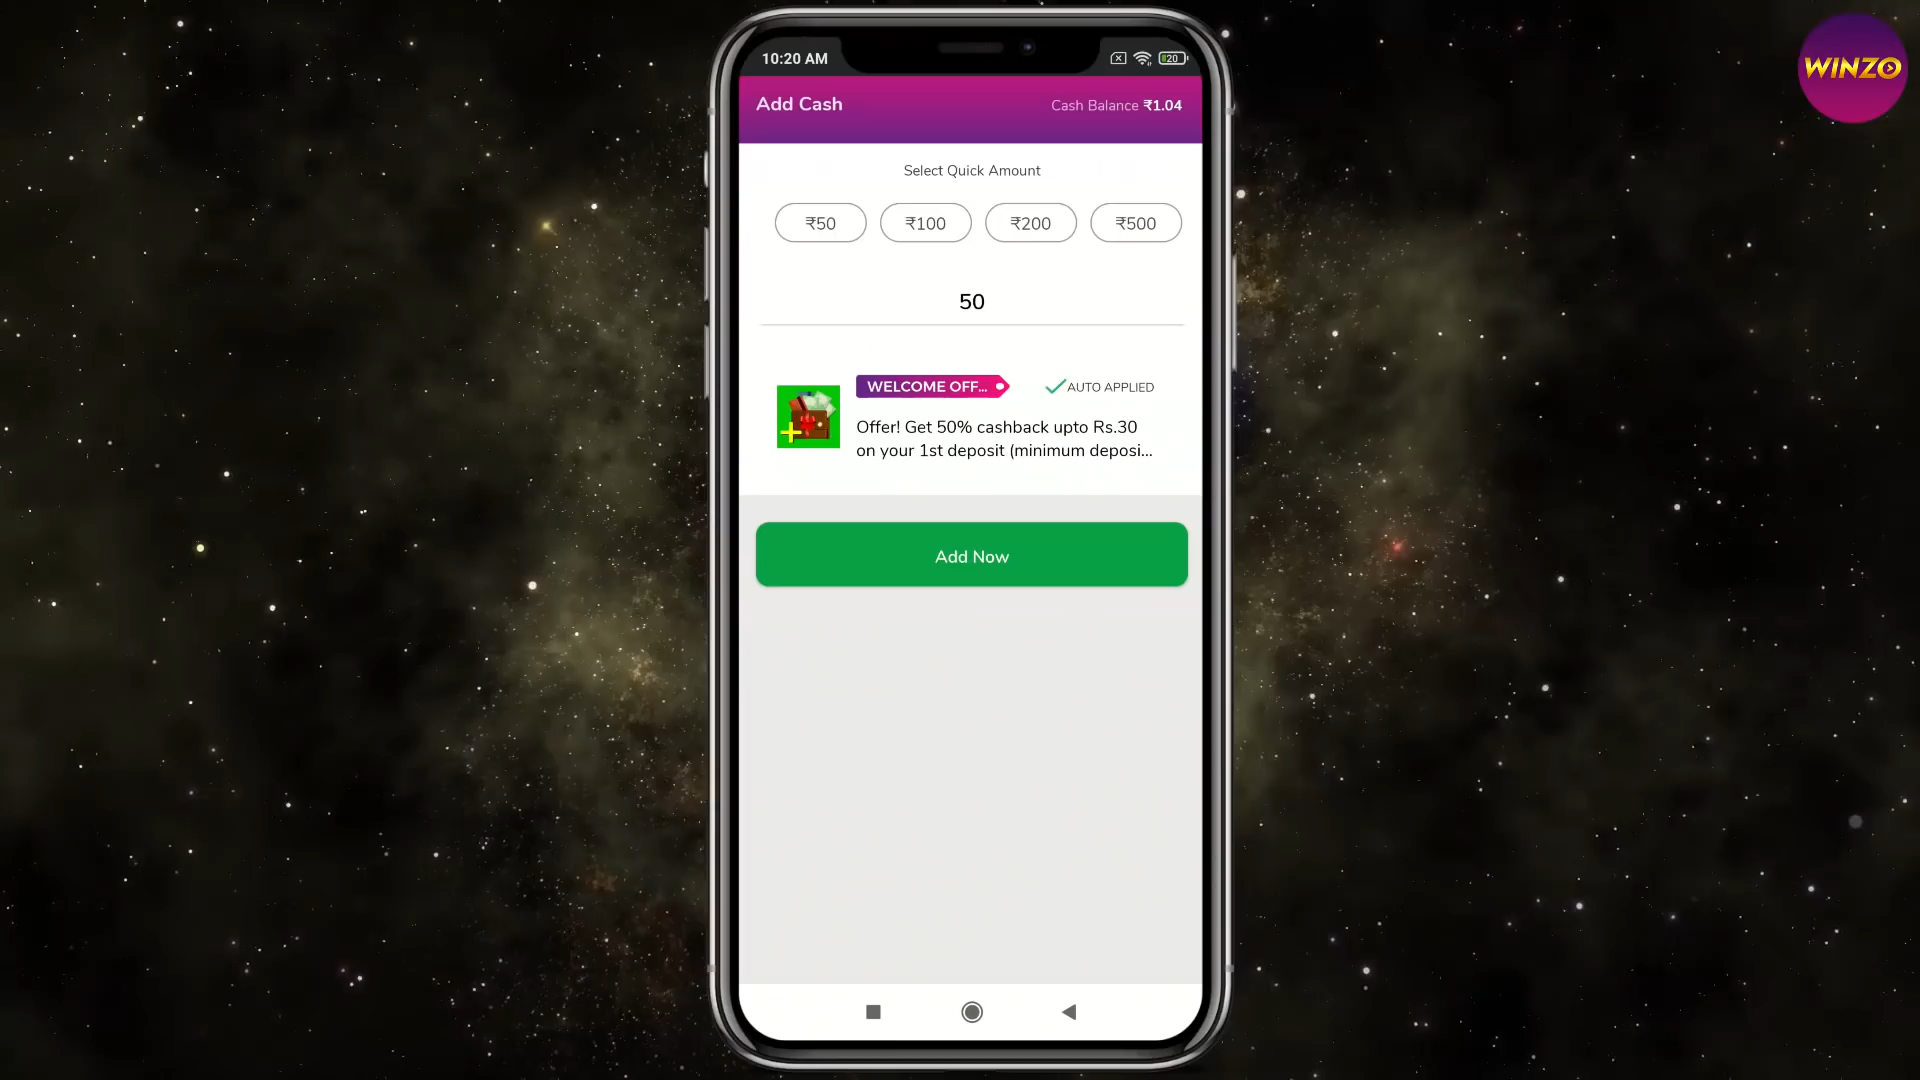 10:20 AM
20
WINZO
Add Cash
Cash Balance ₹1.04
Select Quick Amount
₹50 ₹100 ₹200 ₹500
50
WELCOME OFF...
AUTO APPLIED
Offer! Get 50% cashback upto Rs.30
on your 1st deposit (minimum deposi...
Add Now